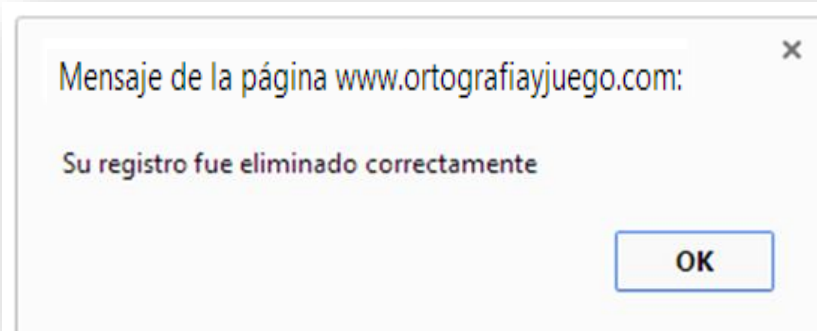 Mensaje de la página www.ortografiayjuego.com:
Su registro fue eliminado correctamente
OK